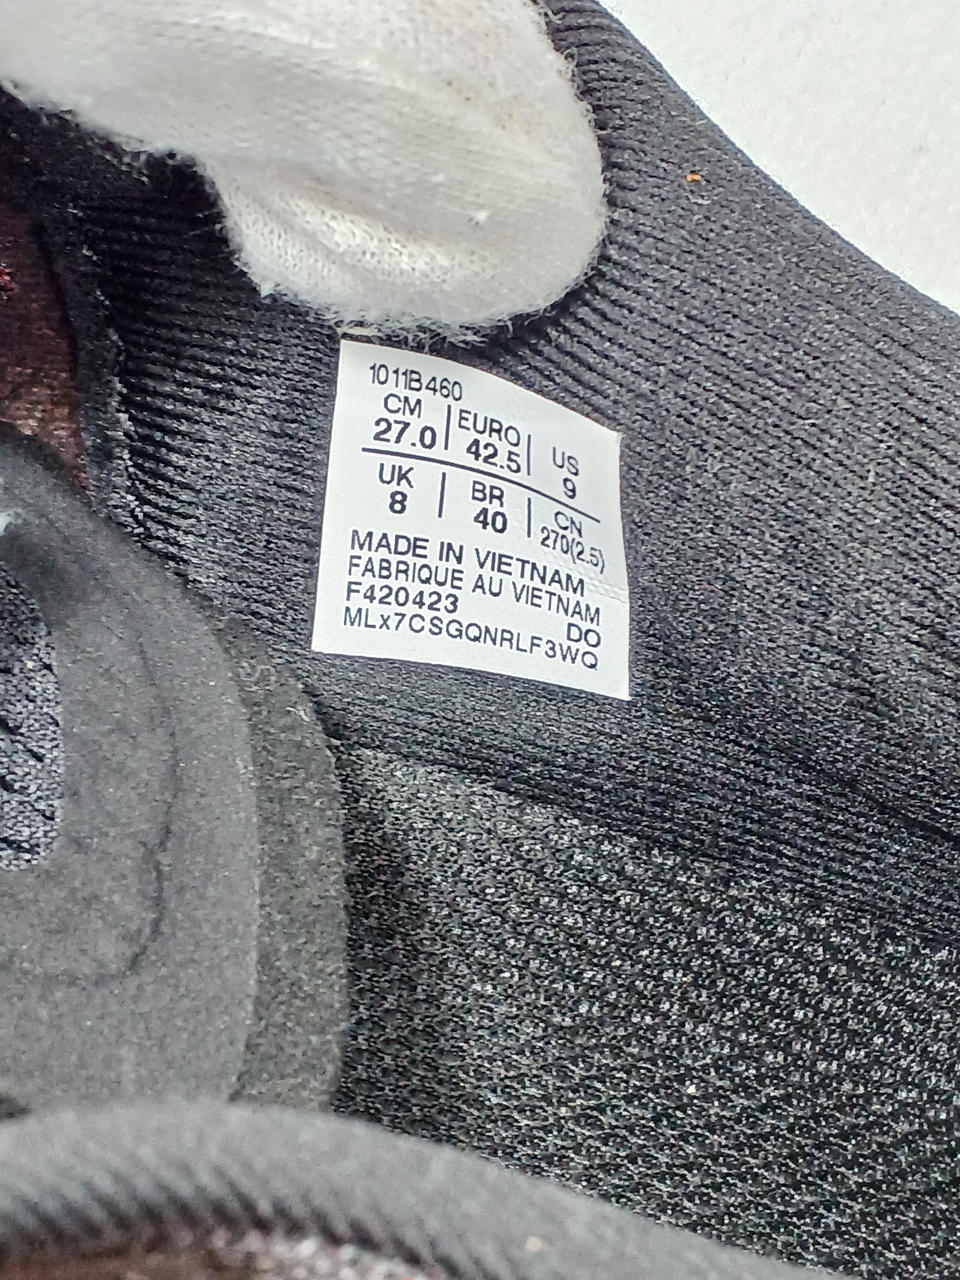 1011B460
CM | EURO | US
27.0 | 42.5 | 9
UK | BR | CN
8 | 40 | 270(2.5)
MADE IN VIETNAM
FABRIQUE AU VIETNAM
F420423 DO
MLx7CSGQNRLF3WQ